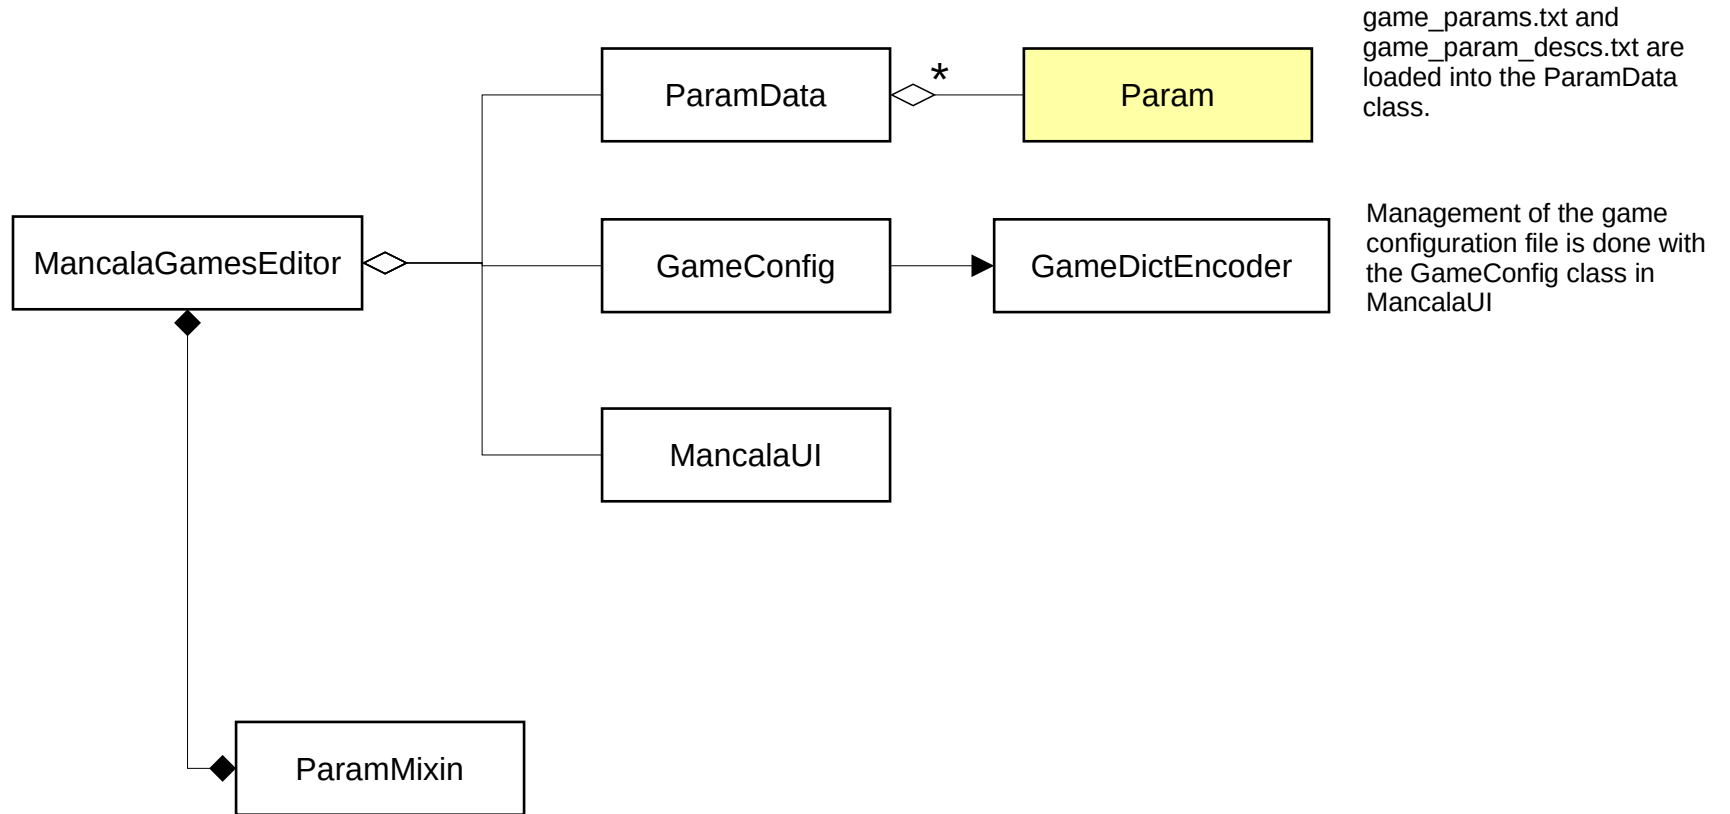 game_params.txt and
game_param_descs.txt are
loaded into the ParamData
class.
ParamData
*
Param
MancalaGamesEditor
GameConfig
GameDictEncoder
Management of the game
configuration file is done with
the GameConfig class in
MancalaUI
MancalaUI
ParamMixin